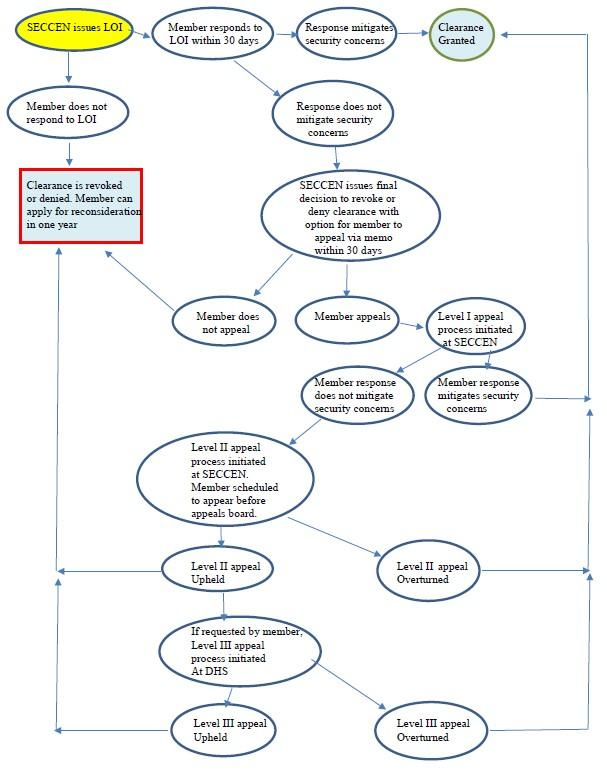 SECCEN issues LOI
Member responds to
LOI within 30 days
Response mitigates
security concerns
Clearance
Granted
Member does not
respond to LOI
Response does not
mitigate security
concerns
Clearance is revoked
or denied. Member can
apply for reconsideration
in one year
SECCEN issues final
decision to revoke or
deny clearance with
option for member to
appeal via memo
within 30 days
Member does
not appeal
Member appeals
Level I appeal
process initiated
at SECCEN
Member response
does not mitigate
security concerns
Member response
mitigates security
concerns
Level II appeal
process initiated
at SECCEN.
Member scheduled
to appear before
appeals board.
Level II appeal
Upheld
Level II appeal
Overturned
If requested by member,
Level III appeal
process initiated
At DHS
Level III appeal
Upheld
Level III appeal
Overturned